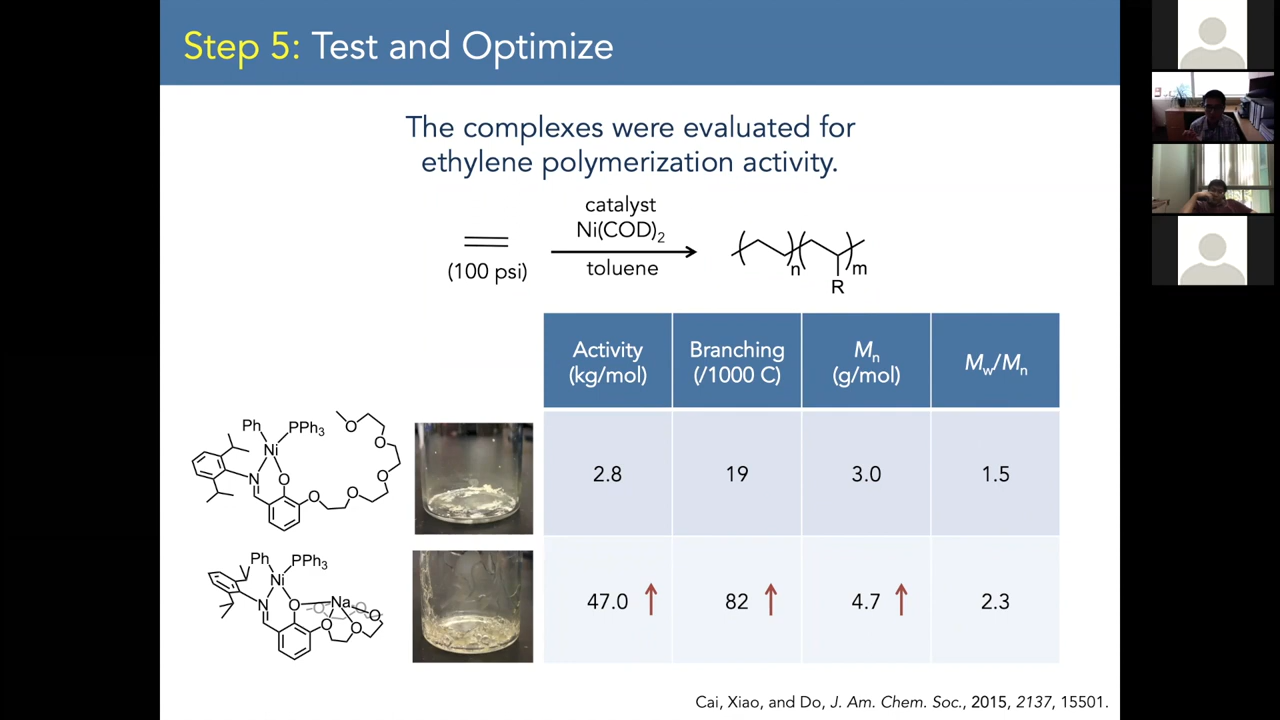 Step 5: Test and Optimize
The complexes were evaluated for
ethylene polymerization activity.
catalyst
Ni(COD)2
(100 psi)
toluene
n
m
R
Activity
(kg/mol)
Branching
(/1000 C)
Mn
(g/mol)
Mw/Mn
Ph
PPh3
Ni
N
O
O
O
O
O
O
2.8
19
3.0
1.5
Ph
PPh3
Ni
N
O
Na
O
O
O
O
O
47.0
82
4.7
2.3
Cai, Xiao, and Do, J. Am. Chem. Soc., 2015, 2137, 15501.